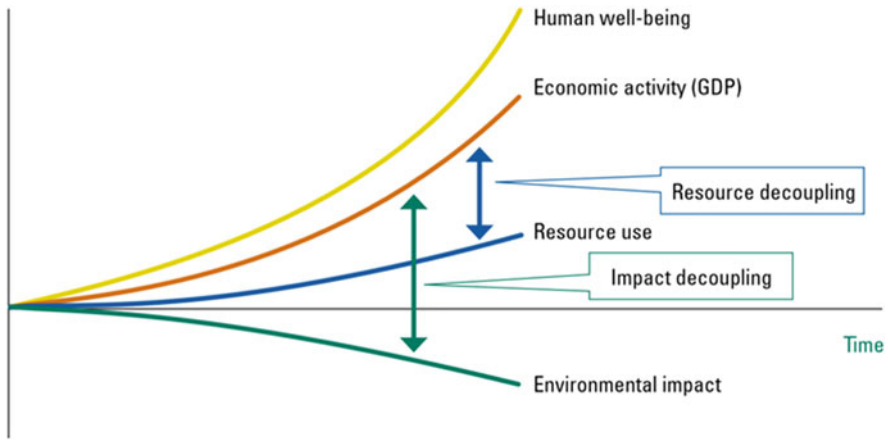 Human well-being
Economic activity (GDP)
Resource decoupling
Resource use
Impact decoupling
Time
Environmental impact